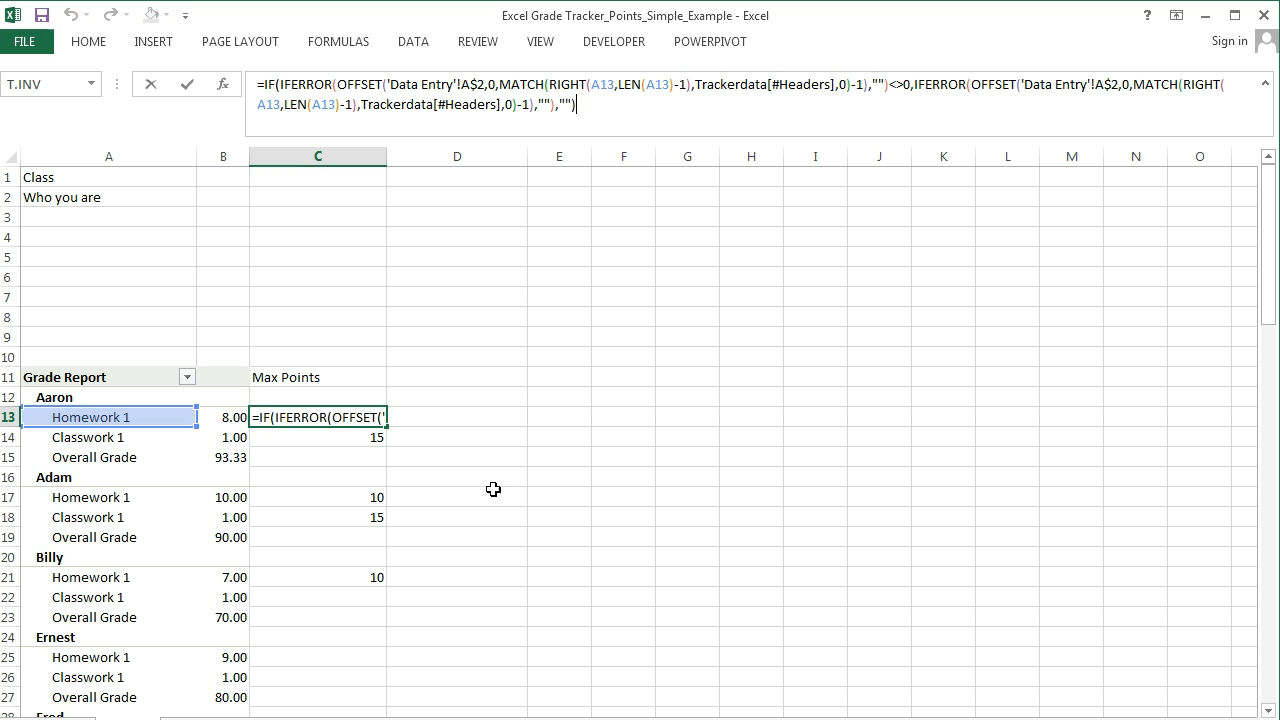 Excel Grade Tracker_Points_Simple_Example - Excel
?
FILE HOME INSERT PAGE LAYOUT FORMULAS DATA REVIEW VIEW DEVELOPER POWERPIVOT Sign in
T.INV fx =IF(IFERROR(OFFSET('Data Entry'!A$2,0,MATCH(RIGHT(A13,LEN(A13)-1),Trackerdata[#Headers],0)-1),"")<>0,IFERROR(OFFSET('Data Entry'!A$2,0,MATCH(RIGHT(
A13,LEN(A13)-1),Trackerdata[#Headers],0)-1),""),"")
A B C D E F G H I J K L M N O
1 Class
2 Who you are
3
4
5
6
7
8
9
10
11 Grade Report Max Points
12 Aaron
13 Homework 1 8.00 =IF(IFERROR(OFFSET('
14 Classwork 1 1.00 15
15 Overall Grade 93.33
16 Adam
17 Homework 1 10.00 10
18 Classwork 1 1.00 15
19 Overall Grade 90.00
20 Billy
21 Homework 1 7.00 10
22 Classwork 1 1.00
23 Overall Grade 70.00
24 Ernest
25 Homework 1 9.00
26 Classwork 1 1.00
27 Overall Grade 80.00
28 Fred